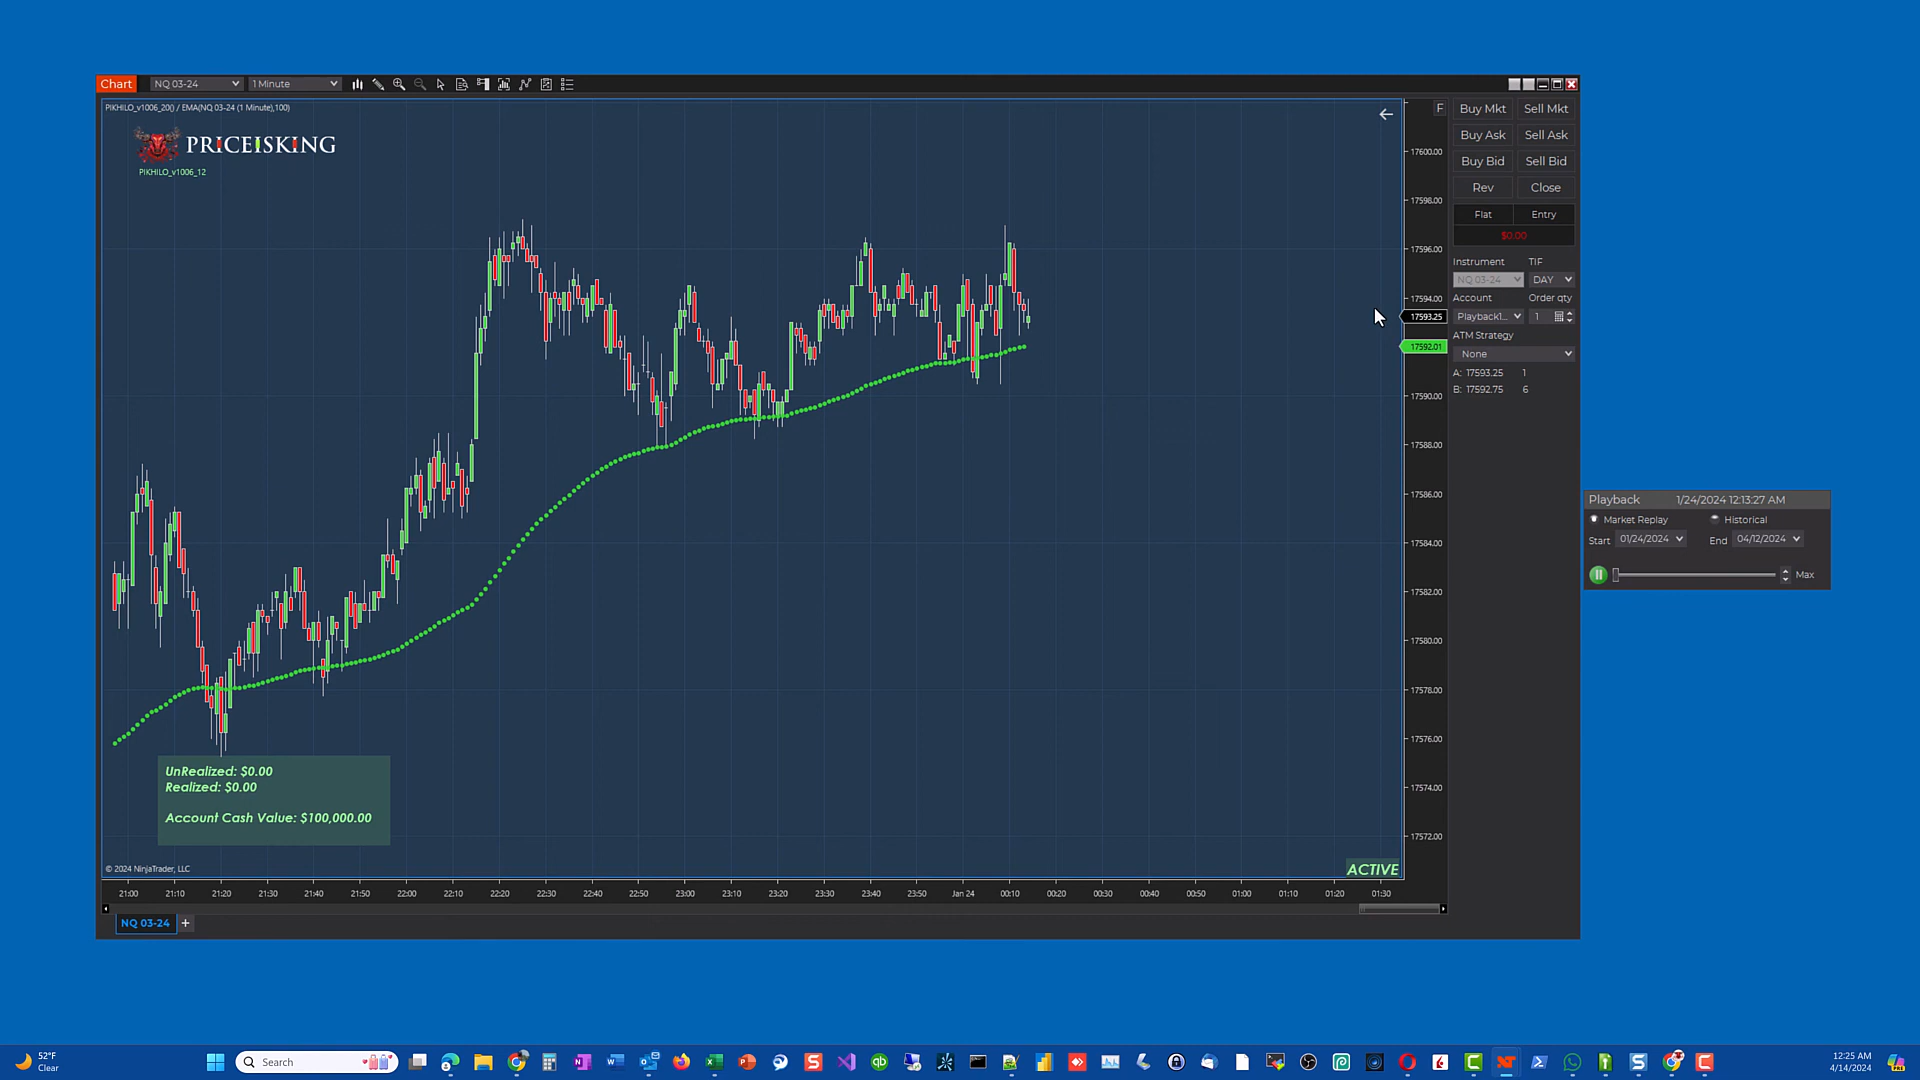 Chart NQ 03-24 1 Minute
PIKHILO_v1006_20() / EMA(NQ 03-24 (1 Minute),100)
PRICEISKING
PIKHILO_v1006_12
F
17600.00
17598.00
17596.00
17594.00
17593.25
17592.01
17590.00
17588.00
17586.00
17584.00
17582.00
17580.00
17578.00
17576.00
17574.00
17572.00
Buy Mkt Sell Mkt
Buy Ask Sell Ask
Buy Bid Sell Bid
Rev Close
Flat Entry
$0.00
Instrument TIF
NQ 03-24 DAY
Account Order qty
Playback1... 1
ATM Strategy
None
A: 17593.25 1
B: 17592.75 6
Playback 1/24/2024 12:13:27 AM
Market Replay Historical
Start 01/24/2024 End 04/12/2024
Max
UnRealized: $0.00
Realized: $0.00
Account Cash Value: $100,000.00
© 2024 NinjaTrader, LLC
ACTIVE
21:00 21:10 21:20 21:30 21:40 21:50 22:00 22:10 22:20 22:30 22:40 22:50 23:00 23:10 23:20 23:30 23:40 23:50 Jan 24 00:10 00:20 00:30 00:40 00:50 01:00 01:10 01:20 01:30
NQ 03-24 +
52°F
Clear
Search
12:25 AM
4/14/2024